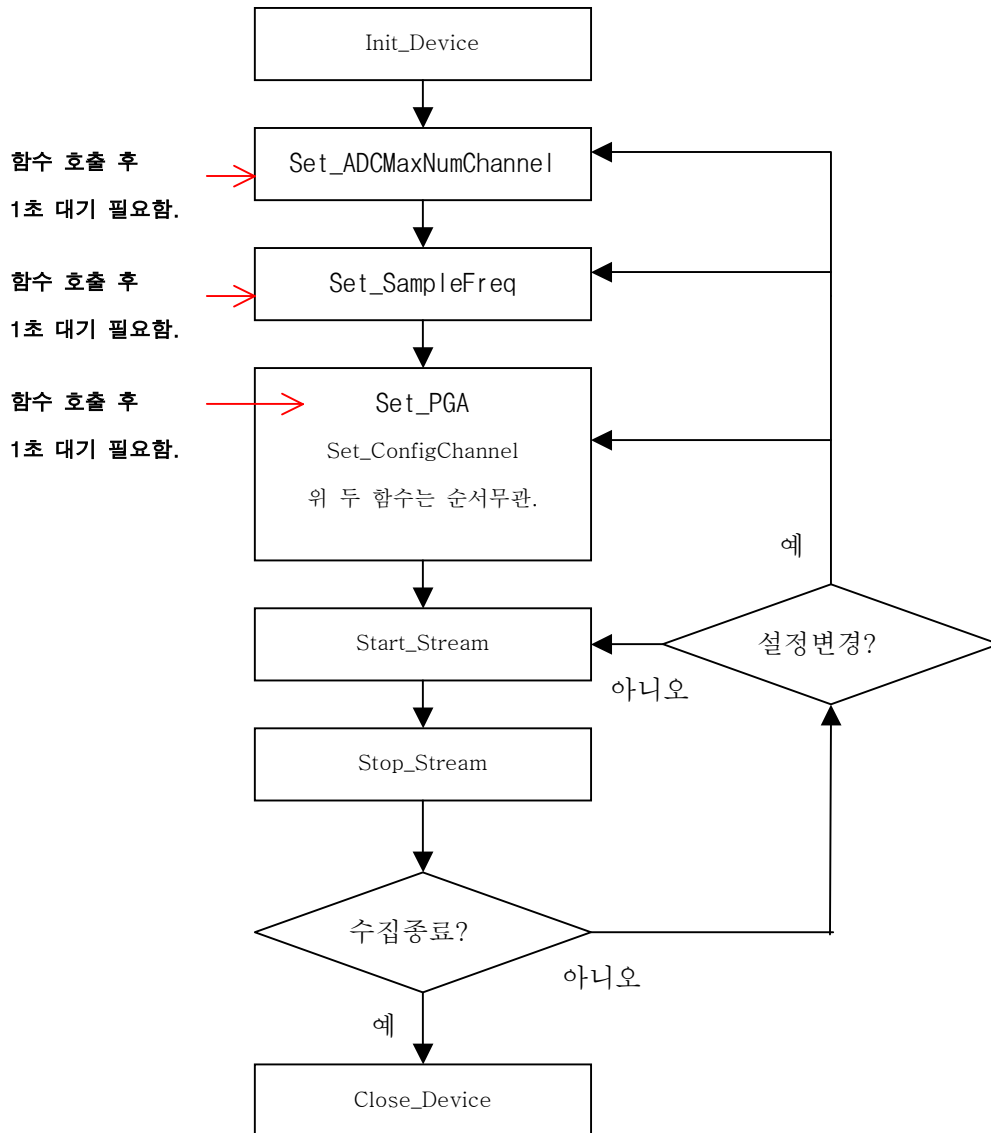 Init_Device
함수 호출 후
1초 대기 필요함.
Set_ADCMaxNumChannel
함수 호출 후
1초 대기 필요함.
Set_SampleFreq
함수 호출 후
1초 대기 필요함.
Set_PGA
Set_ConfigChannel
위 두 함수는 순서무관.
예
설정변경?
Start_Stream
아니오
Stop_Stream
수집종료?
아니오
예
Close_Device